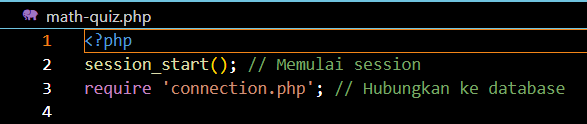 math-quiz.php
1 <?php
2 session_start(); // Memulai session
3 require 'connection.php'; // Hubungkan ke database
4